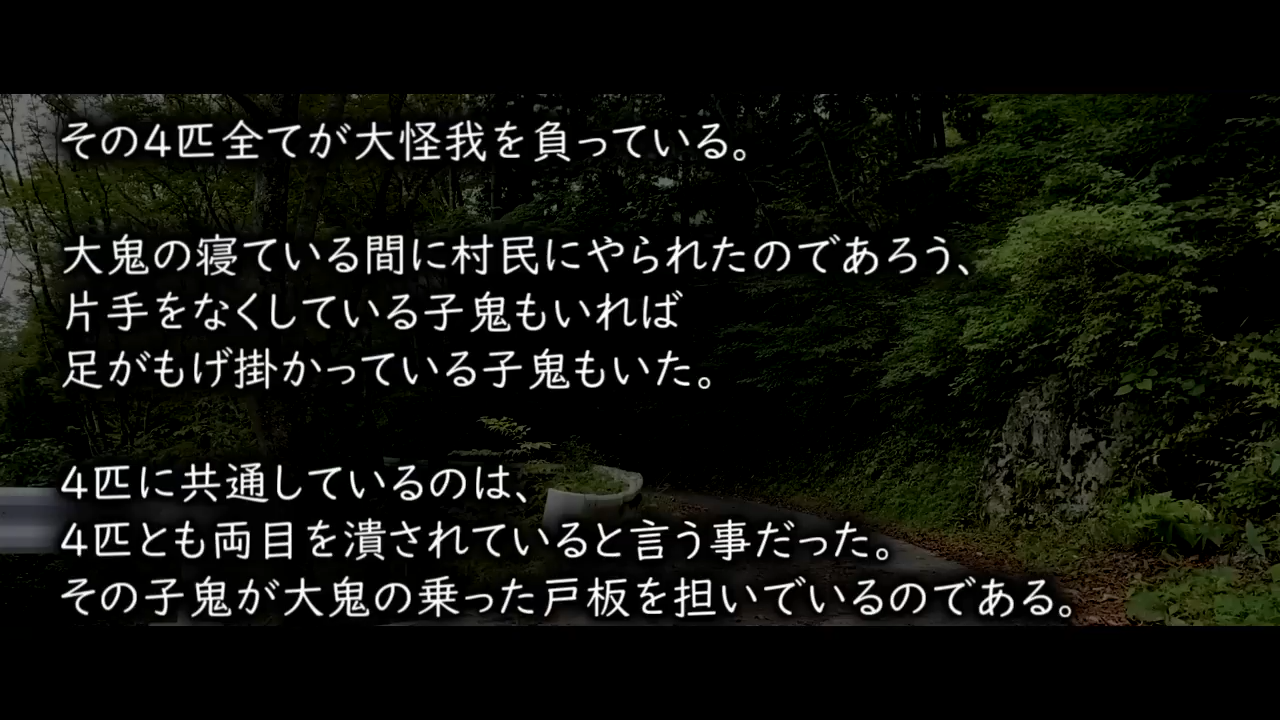 その4匹全てが大怪我を負っている。
大鬼の寝ている間に村民にやられたのであろう、
片手をなくしている子鬼もいれば
足がもげ掛かっている子鬼もいた。
4匹に共通しているのは、
4匹とも両目を潰されていると言う事だった。
その子鬼が大鬼の乗った戸板を担いでいるのである。